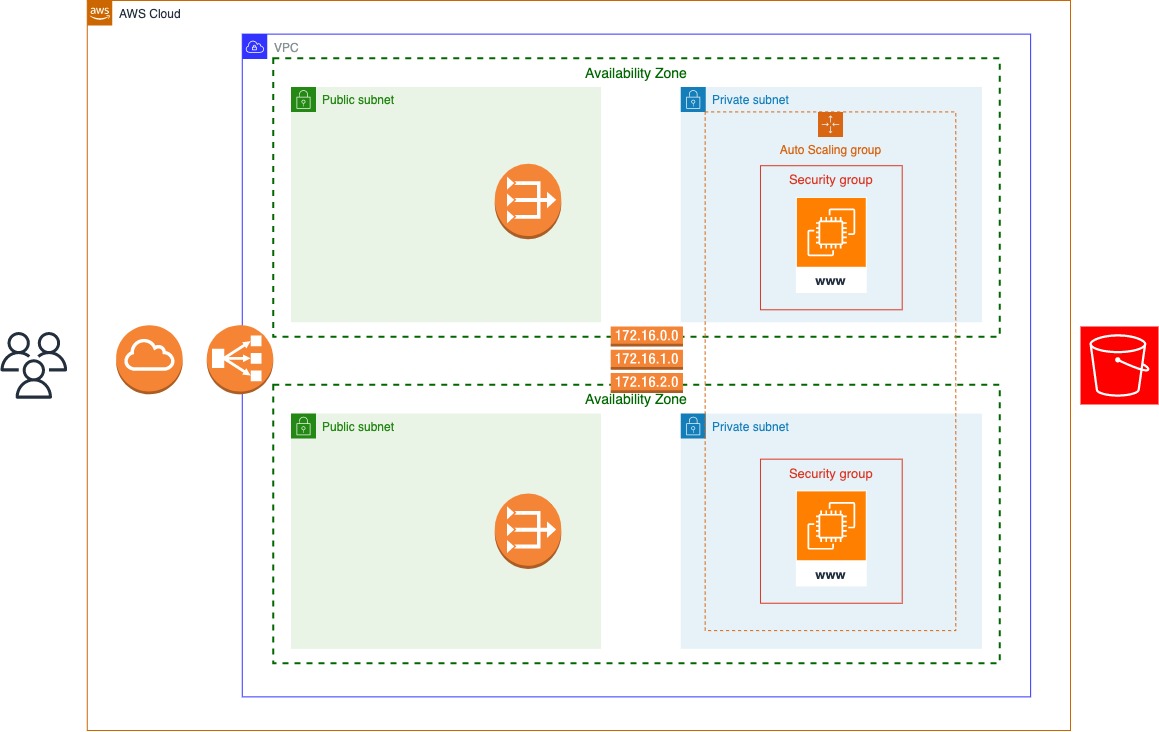 aws
AWS Cloud
VPC
Availability Zone
Public subnet
Private subnet
Auto Scaling group
Security group
www
172.16.0.0
172.16.1.0
172.16.2.0
Availability Zone
Public subnet
Private subnet
Security group
www